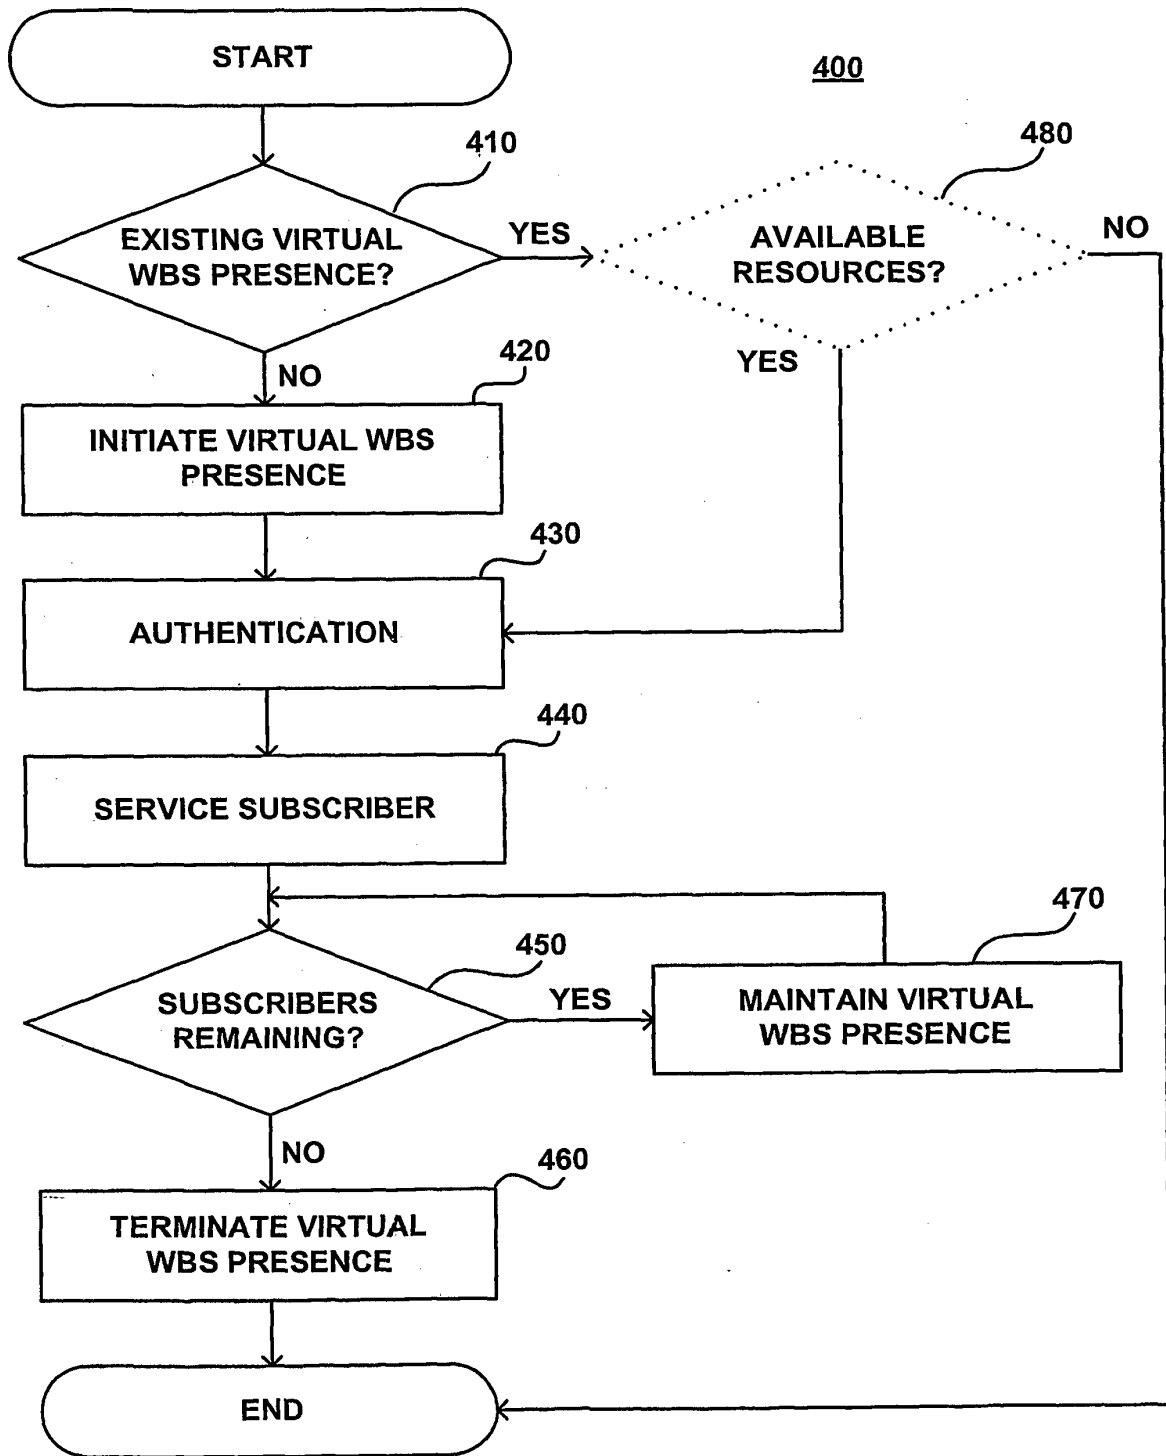 START
400
410
480
EXISTING VIRTUAL
WBS PRESENCE?
YES
AVAILABLE
RESOURCES?
NO
YES
NO
420
INITIATE VIRTUAL WBS
PRESENCE
430
AUTHENTICATION
440
SERVICE SUBSCRIBER
470
450
SUBSCRIBERS
REMAINING?
YES
MAINTAIN VIRTUAL
WBS PRESENCE
NO
460
TERMINATE VIRTUAL
WBS PRESENCE
END